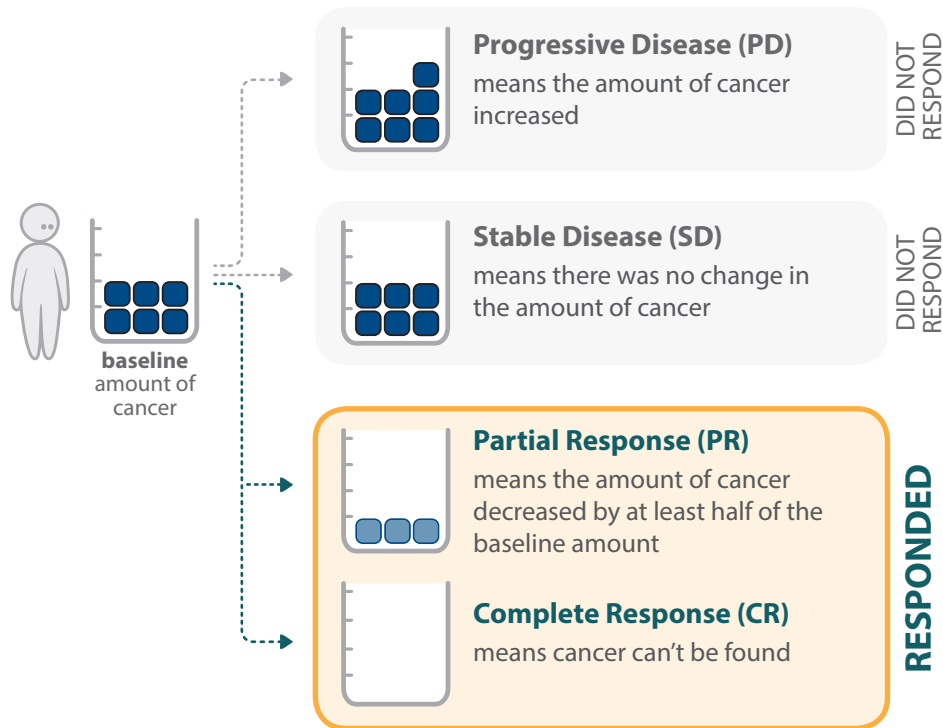 Progressive Disease (PD)
means the amount of cancer
increased
DID NOT
RESPOND
Stable Disease (SD)
means there was no change in
the amount of cancer
DID NOT
RESPOND
baseline
amount of
cancer
Partial Response (PR)
means the amount of cancer
decreased by at least half of the
baseline amount
Complete Response (CR)
means cancer can’t be found
RESPONDED